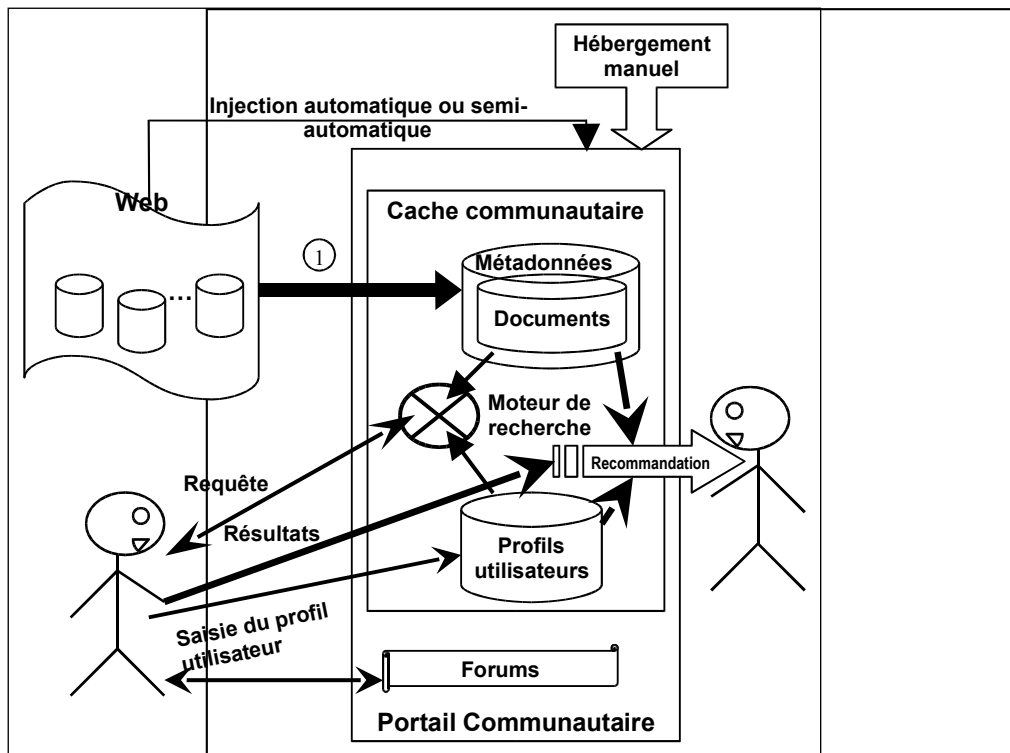 Hébergement
manuel
Injection automatique ou semi-
automatique
Web
Cache communautaire
1
Métadonnées
...
Documents
Moteur de
recherche
Recommandation
Requête
Résultats
Profils
utilisateurs
Saisie du profil
utilisateur
Forums
Portail Communautaire